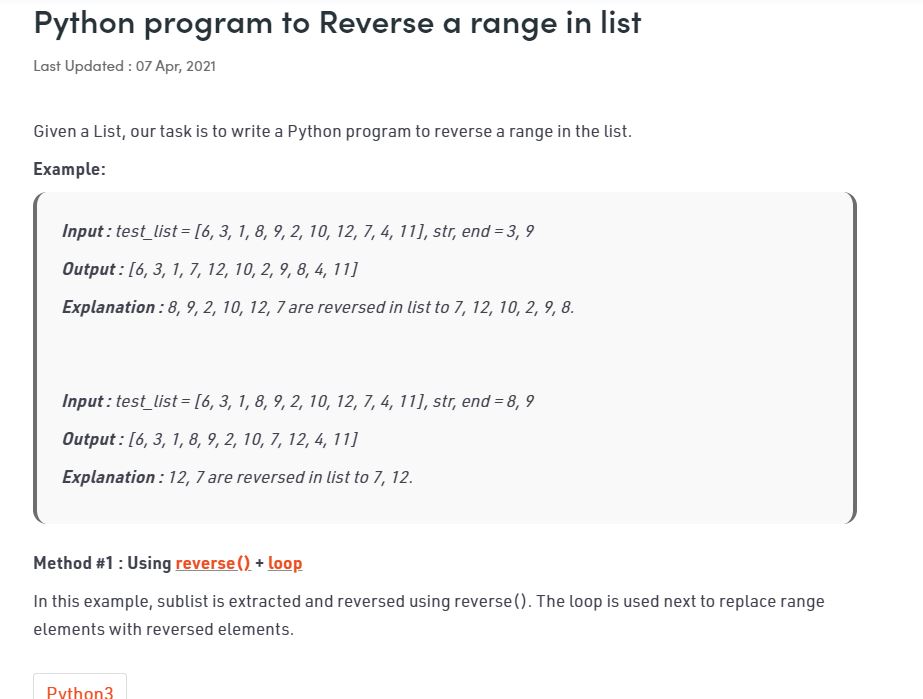 Python program to Reverse a range in list
Last Updated : 07 Apr, 2021
Given a List, our task is to write a Python program to reverse a range in the list.
Example:
Input : test_list = [6, 3, 1, 8, 9, 2, 10, 12, 7, 4, 11], str, end = 3, 9
Output : [6, 3, 1, 7, 12, 10, 2, 9, 8, 4, 11]
Explanation : 8, 9, 2, 10, 12, 7 are reversed in list to 7, 12, 10, 2, 9, 8.
Input : test_list = [6, 3, 1, 8, 9, 2, 10, 12, 7, 4, 11], str, end = 8, 9
Output : [6, 3, 1, 8, 9, 2, 10, 7, 12, 4, 11]
Explanation : 12, 7 are reversed in list to 7, 12.
Method #1 : Using reverse() + loop
In this example, sublist is extracted and reversed using reverse(). The loop is used next to replace range
elements with reversed elements.
Python3